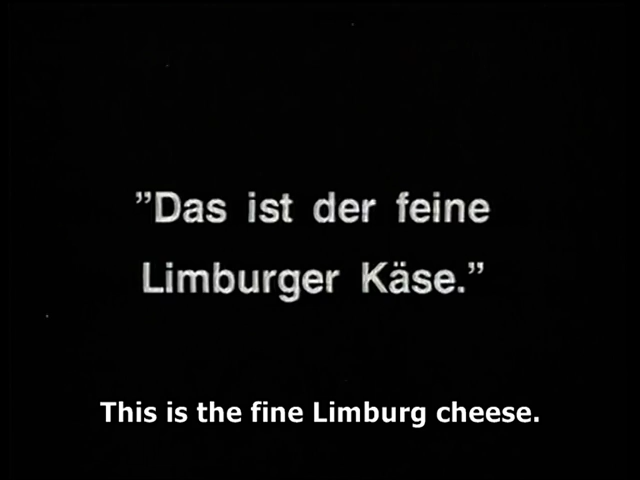 ”Das ist der feine
Limburger Käse.”
This is the fine Limburg cheese.